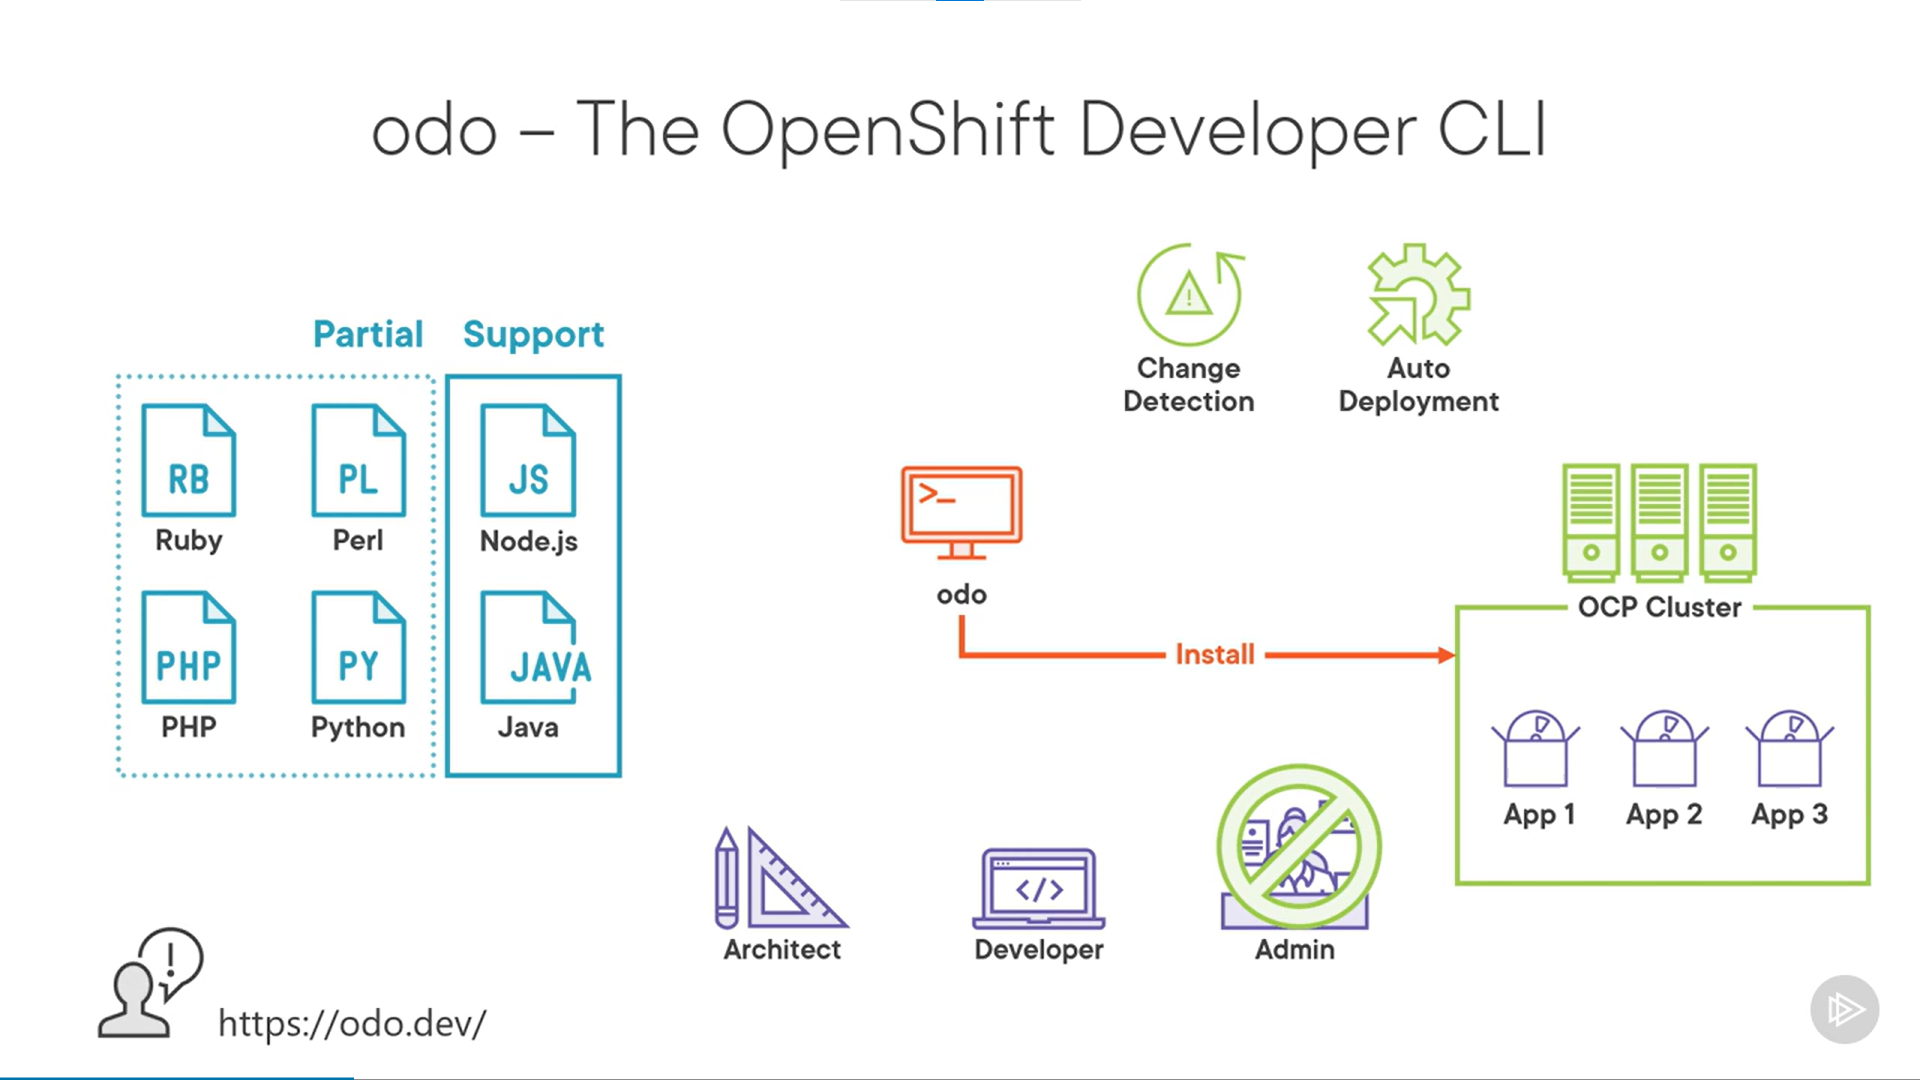 odo – The OpenShift Developer CLI
Partial Support
RB
Ruby
PL
Perl
JS
Node.js
PHP
PHP
PY
Python
JAVA
Java
Change
Detection
Auto
Deployment
>_
odo
Install
OCP Cluster
App 1
App 2
App 3
Architect
</>
Developer
Admin
!
https://odo.dev/